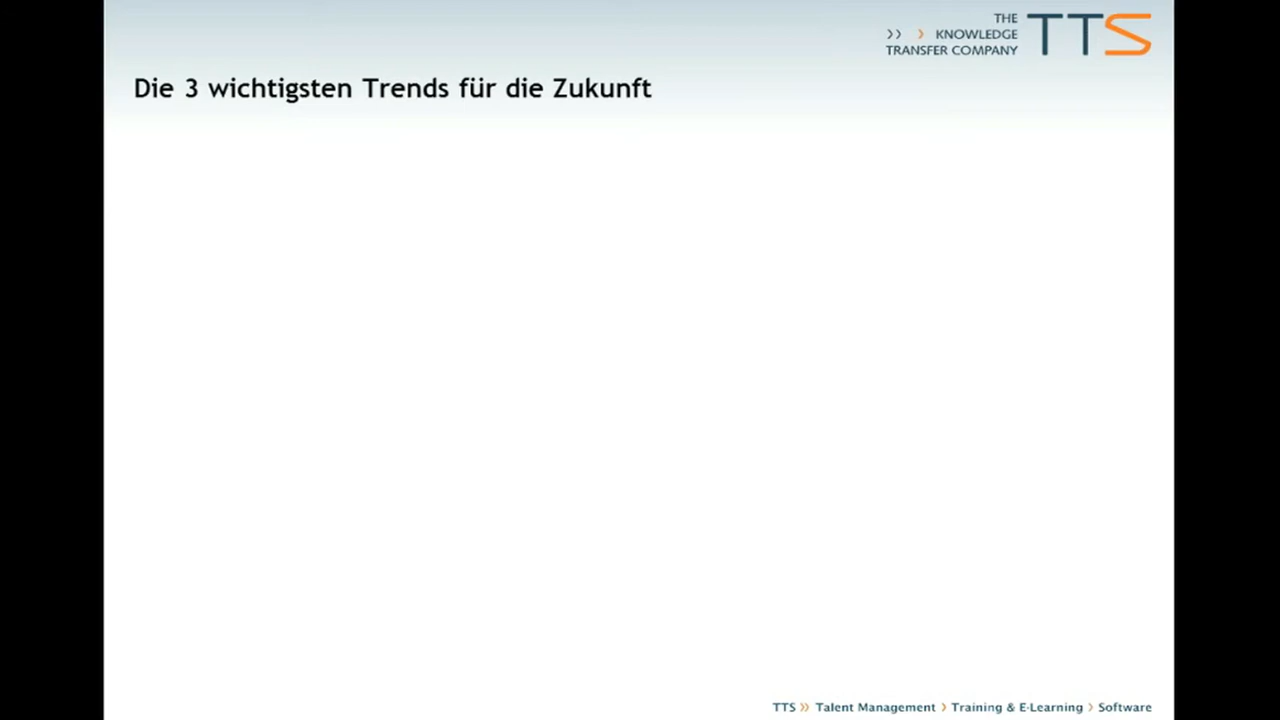 THE
›› › KNOWLEDGE
TRANSFER COMPANY
TTS
Die 3 wichtigsten Trends für die Zukunft
TTS ›› Talent Management › Training & E-Learning › Software